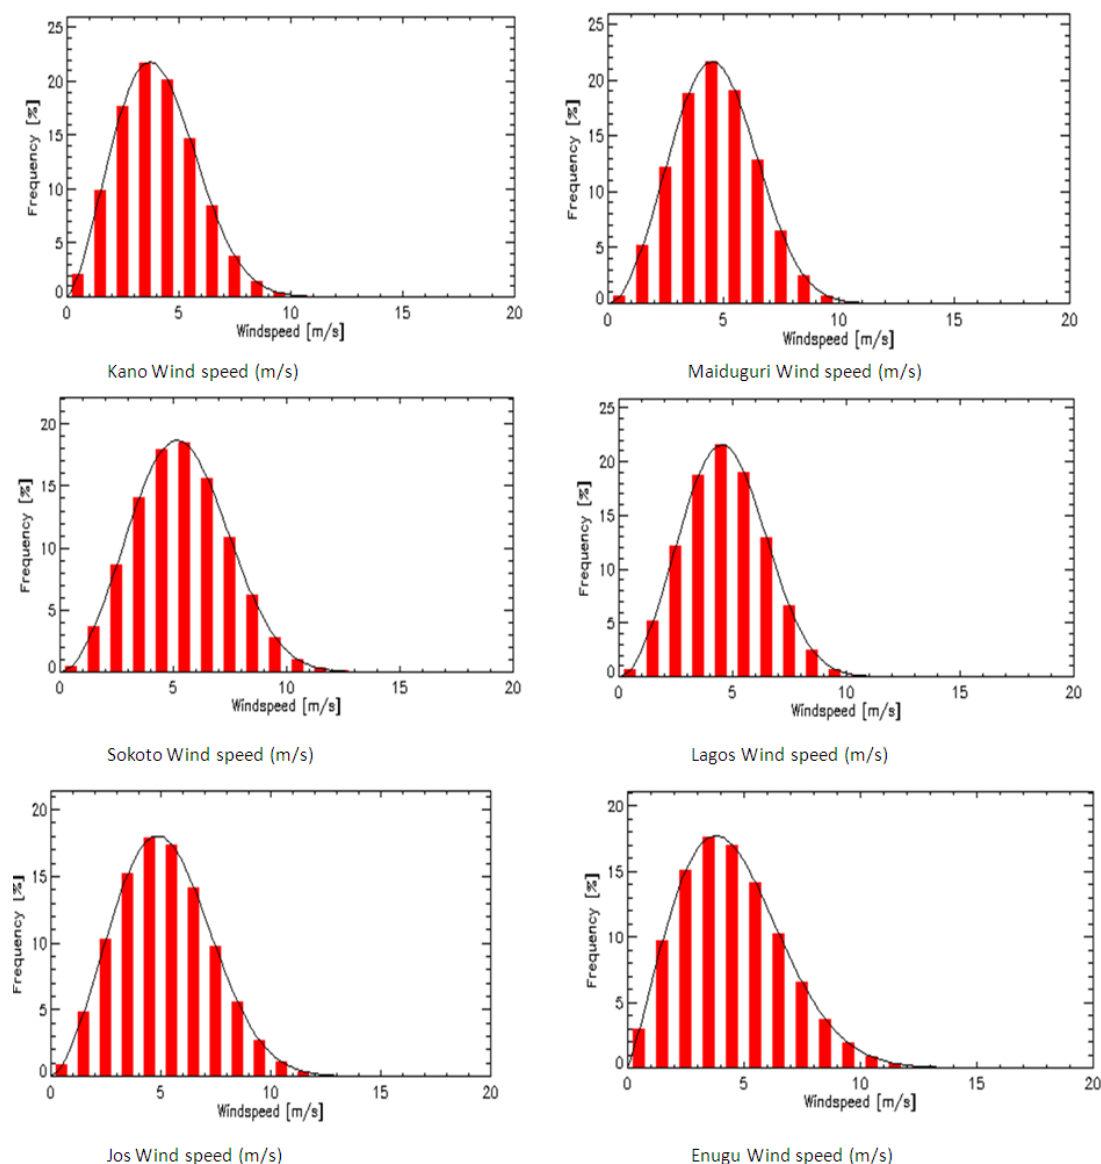 25
20
15
10
5
0
Frequency [%]
0 5 10 15 20
Windspeed [m/s]
Kano Wind speed (m/s)
25
20
15
10
5
0
Frequency [%]
0 5 10 15 20
Windspeed [m/s]
Maiduguri Wind speed (m/s)
20
15
10
5
0
Frequency [%]
0 5 10 15 20
Windspeed [m/s]
Sokoto Wind speed (m/s)
25
20
15
10
5
0
Frequency [%]
0 5 10 15 20
Windspeed [m/s]
Lagos Wind speed (m/s)
20
15
10
5
0
Frequency [%]
0 5 10 15 20
Windspeed [m/s]
Jos Wind speed (m/s)
20
15
10
5
0
Frequency [%]
0 5 10 15 20
Windspeed [m/s]
Enugu Wind speed (m/s)